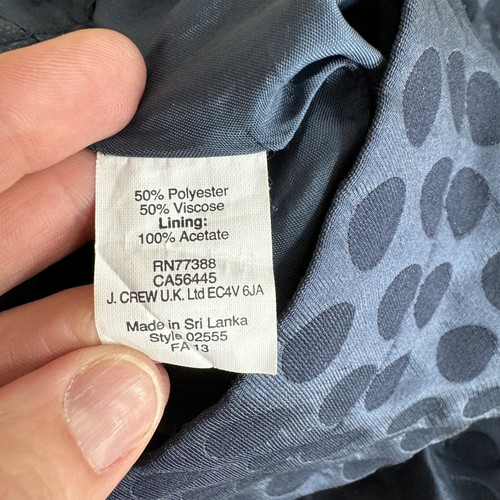 50% Polyester
50% Viscose
Lining:
100% Acetate
RN77388
CA56445
J. CREW U.K. Ltd EC4V 6JA
Made in Sri Lanka
Style 02555
FA 13